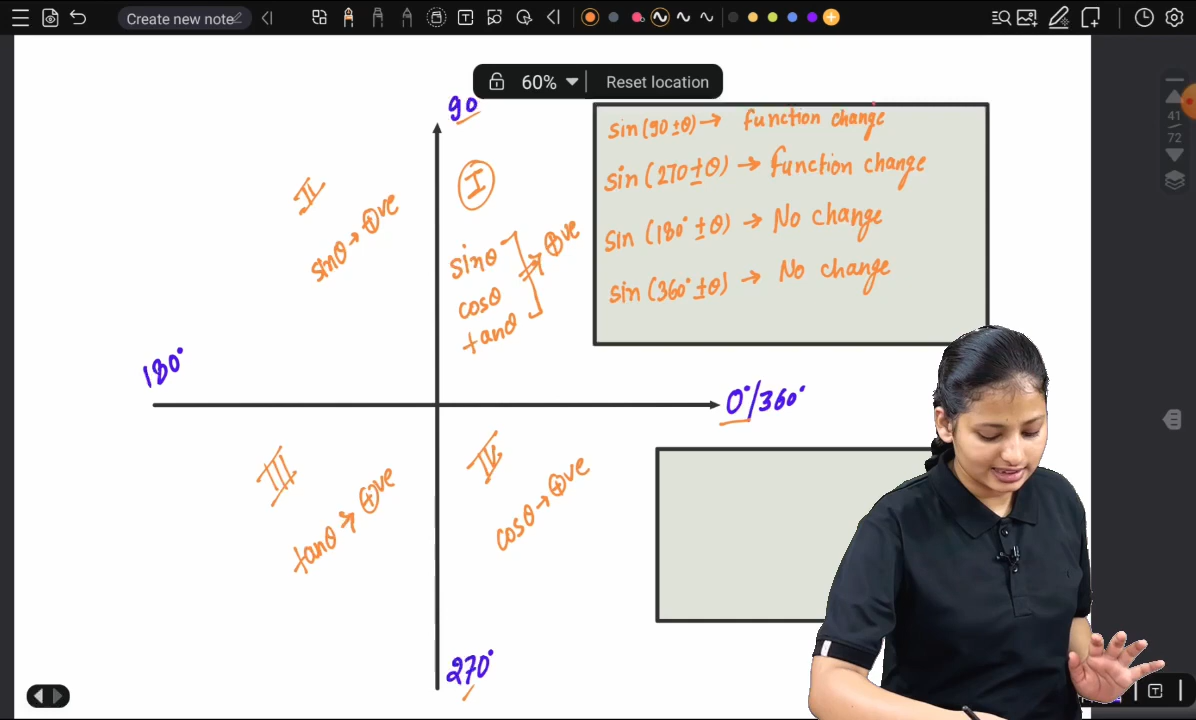 Create new note
60% Reset location
41
72
90
I
II
sinθ → ⊕ve
sinθ
cosθ
tanθ
→ ⊕ve
sin (90 ± θ) → function change
sin (270 ± θ) → function change
sin (180° ± θ) → No change
sin (360° ± θ) → No change
180°
0°/360°
III
tanθ → ⊕ve
IV
cosθ → ⊕ve
270°